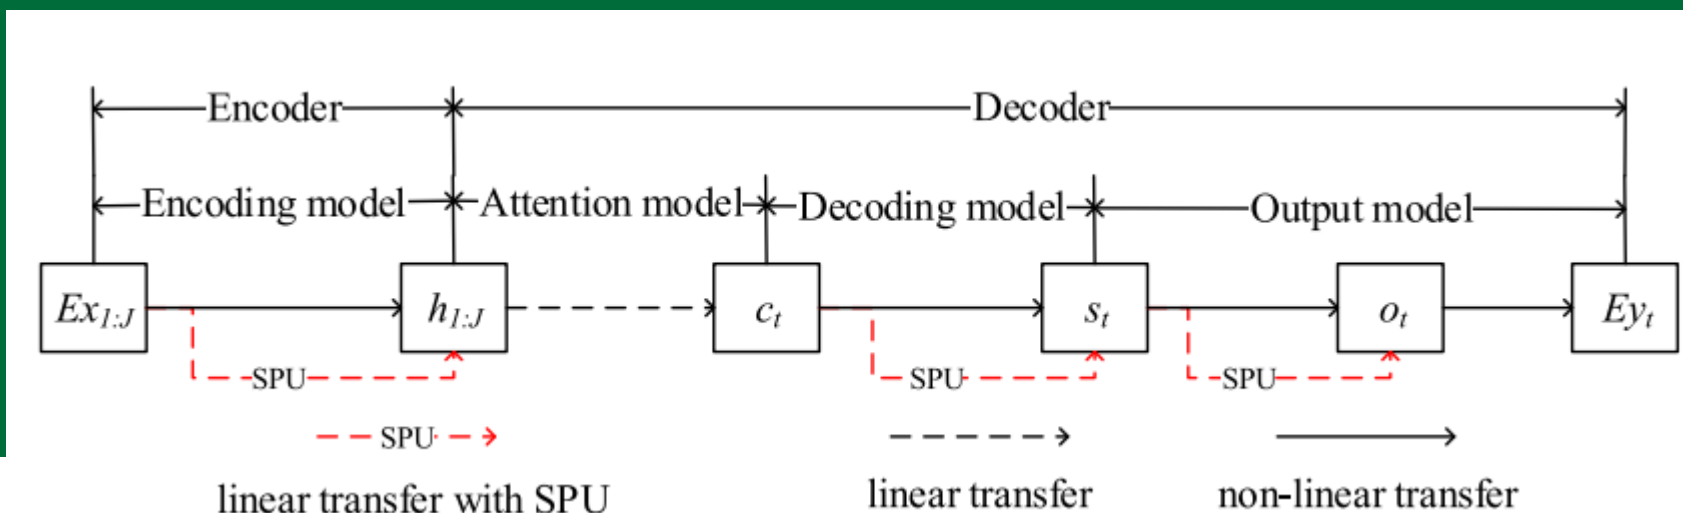 Encoder Decoder
Encoding model Attention model Decoding model Output model
Ex1:J h1:J ct st ot Eyt
SPU SPU SPU
SPU
linear transfer with SPU linear transfer non-linear transfer